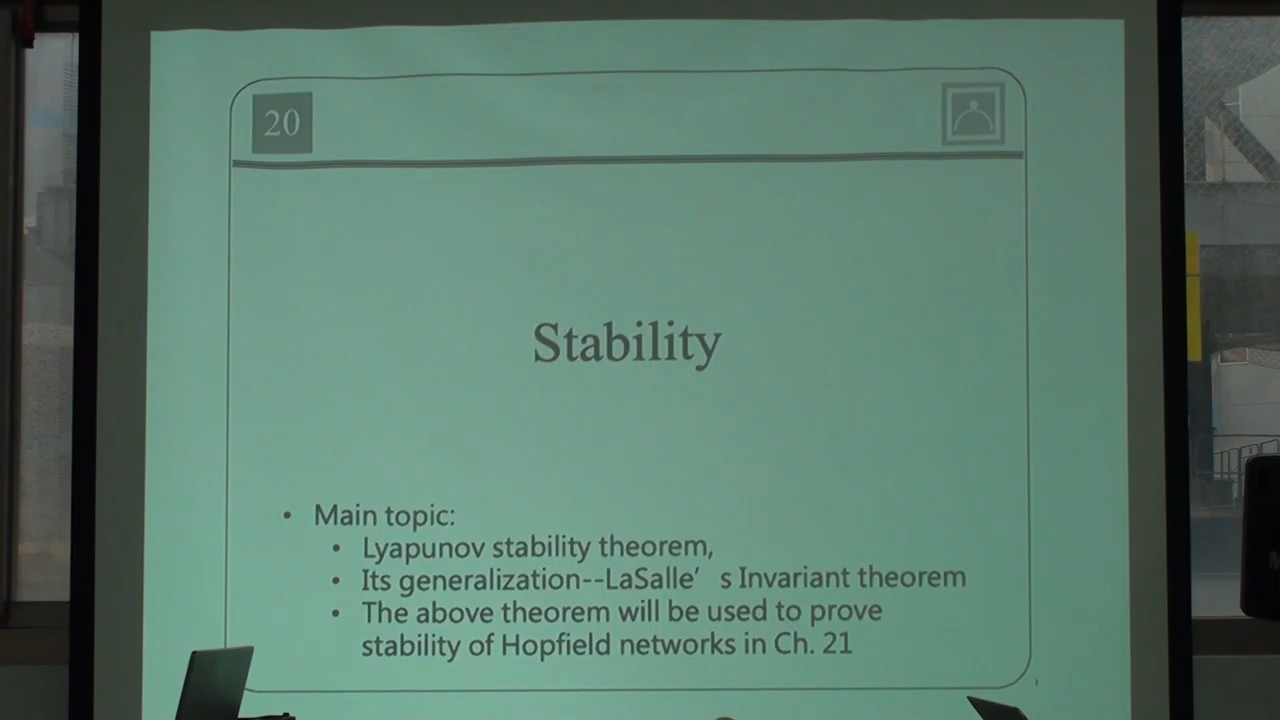 20
Stability
• Main topic:
• Lyapunov stability theorem,
• Its generalization--LaSalle’ s Invariant theorem
• The above theorem will be used to prove
stability of Hopfield networks in Ch. 21